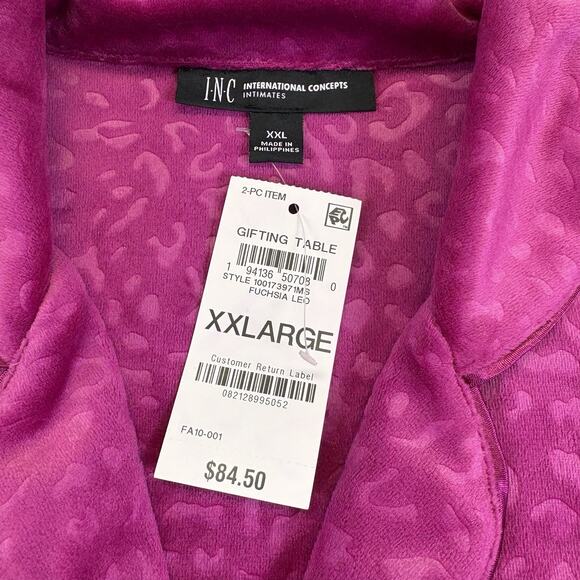 I·N·C INTERNATIONAL CONCEPTS
INTIMATES
XXL
MADE IN
PHILIPPINES
2-PC ITEM
GIFTING TABLE
1 94136 50708 0
STYLE 100173971MS
FUCHSIA LEO
XXLARGE
Customer Return Label
082128995052
FA10-001
$84.50